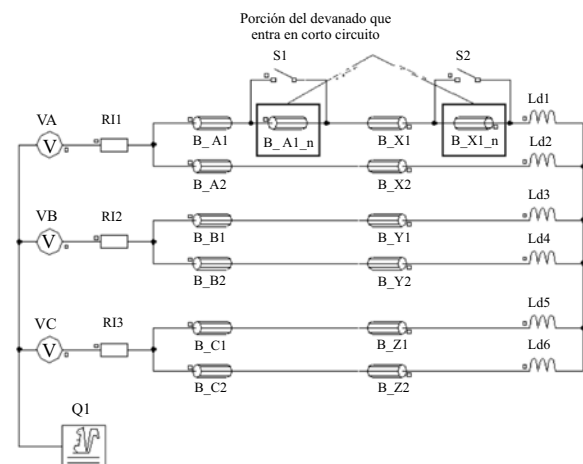 Porción del devanado que
entra en corto circuito
S1
S2
VA
RI1
Ld1
V
B_A1
B_A1_n
B_X1
B_X1_n
Ld2
B_A2
B_X2
VB
RI2
Ld3
V
B_B1
B_Y1
Ld4
B_B2
B_Y2
VC
RI3
Ld5
V
B_C1
B_Z1
Ld6
B_C2
B_Z2
Q1